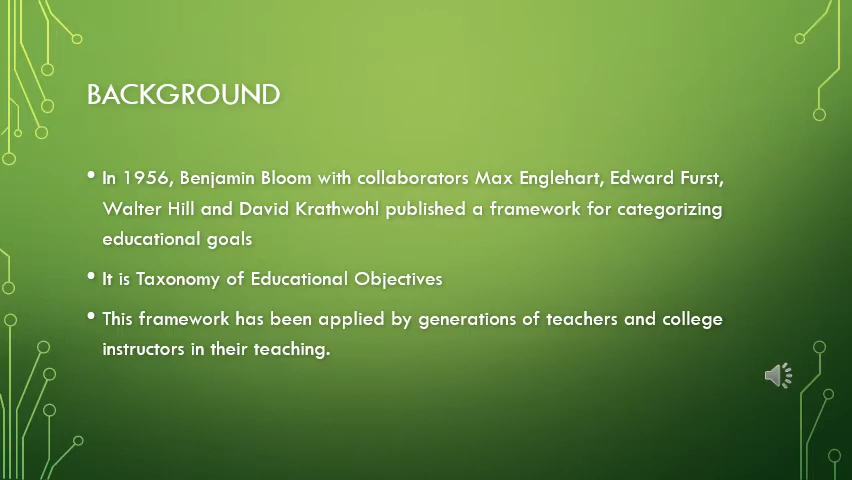 BACKGROUND
• In 1956, Benjamin Bloom with collaborators Max Englehart, Edward Furst,
Walter Hill and David Krathwohl published a framework for categorizing
educational goals
• It is Taxonomy of Educational Objectives
• This framework has been applied by generations of teachers and college
instructors in their teaching.